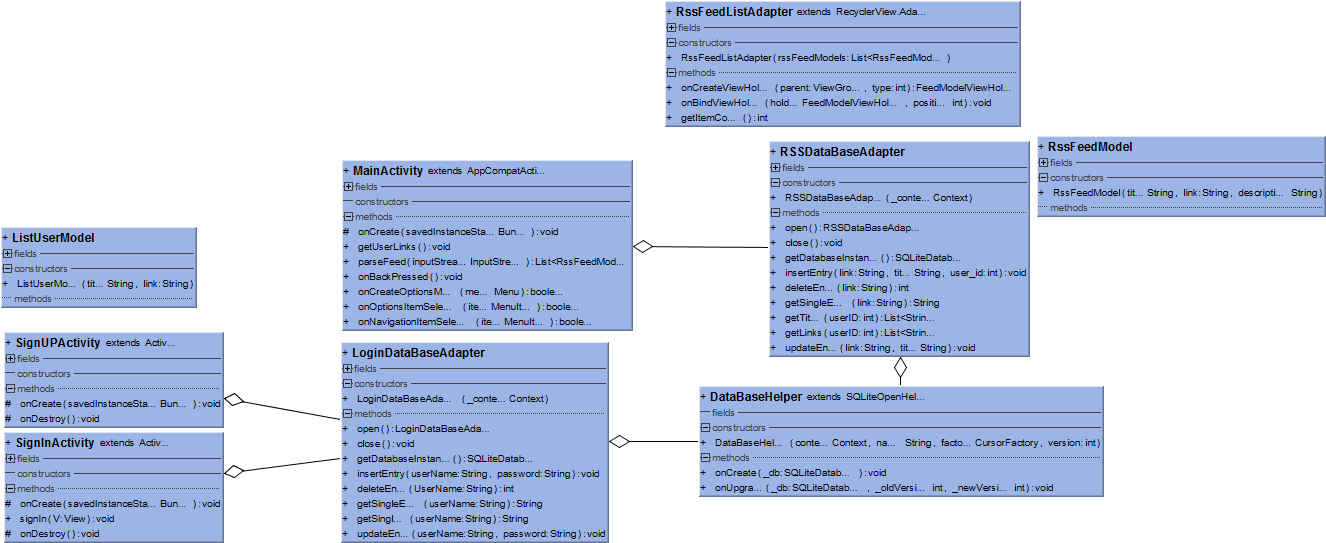 + RssFeedListAdapter extends RecyclerView.Ada...
fields
constructors
+ RssFeedListAdapter(rssFeedModels: List<RssFeedMod... )
methods
+ onCreateViewHol... (parent: ViewGro... , type: int): FeedModelViewHol...
+ onBindViewHol... (hold... FeedModelViewHol... , positi... int): void
+ getItemCo... (): int
+ RSSDataBaseAdapter
fields
constructors
+ RSSDataBaseAdap... (_conte... Context)
methods
+ open(): RSSDataBaseAdap...
+ close(): void
+ getDatabaseInstan... (): SQLiteDatab...
+ insertEntry(link: String, tit... String, user_id: int): void
+ deleteEn... (link: String): int
+ getSingleE... (link: String): String
+ getTit... (userID: int): List<Strin...
+ getLinks(userID: int): List<Strin...
+ updateEn... (link: String, tit... String): void
+ RssFeedModel
fields
constructors
+ RssFeedModel(tit... String, link: String, descripti... String)
methods
+ MainActivity extends AppCompatActi...
fields
constructors
methods
# onCreate(savedInstanceSta... Bun... ): void
+ getUserLinks(): void
+ parseFeed(inputStrea... InputStre... ): List<RssFeedMod...
+ onBackPressed(): void
+ onCreateOptionsM... (me... Menu): boole...
+ onOptionsItemSele... (ite... MenuIt... ): boole...
+ onNavigationItemSele... (ite... MenuIt... ): boole...
+ ListUserModel
fields
constructors
+ ListUserMo... (tit... String, link: String)
methods
+ SignUPActivity extends Activ...
fields
constructors
methods
# onCreate(savedInstanceSta... Bun... ): void
# onDestroy(): void
+ SignInActivity extends Activ...
fields
constructors
methods
# onCreate(savedInstanceSta... Bun... ): void
+ signIn(V: View): void
# onDestroy(): void
+ LoginDataBaseAdapter
fields
constructors
+ LoginDataBaseAda... (_conte... Context)
methods
+ open(): LoginDataBaseAda...
+ close(): void
+ getDatabaseInstan... (): SQLiteDatab...
+ insertEntry(userName: String, password: String): void
+ deleteEn... (UserName: String): int
+ getSingleE... (userName: String): String
+ getSingl... (userName: String): String
+ updateEn... (userName: String, password: String): void
+ DataBaseHelper extends SQLiteOpenHel...
fields
constructors
+ DataBaseHel... (conte... Context, na... String, facto... CursorFactory, version: int)
methods
+ onCreate(_db: SQLiteDatab... ): void
+ onUpgra... (_db: SQLiteDatab... , _oldVersi... int, _newVersi... int): void